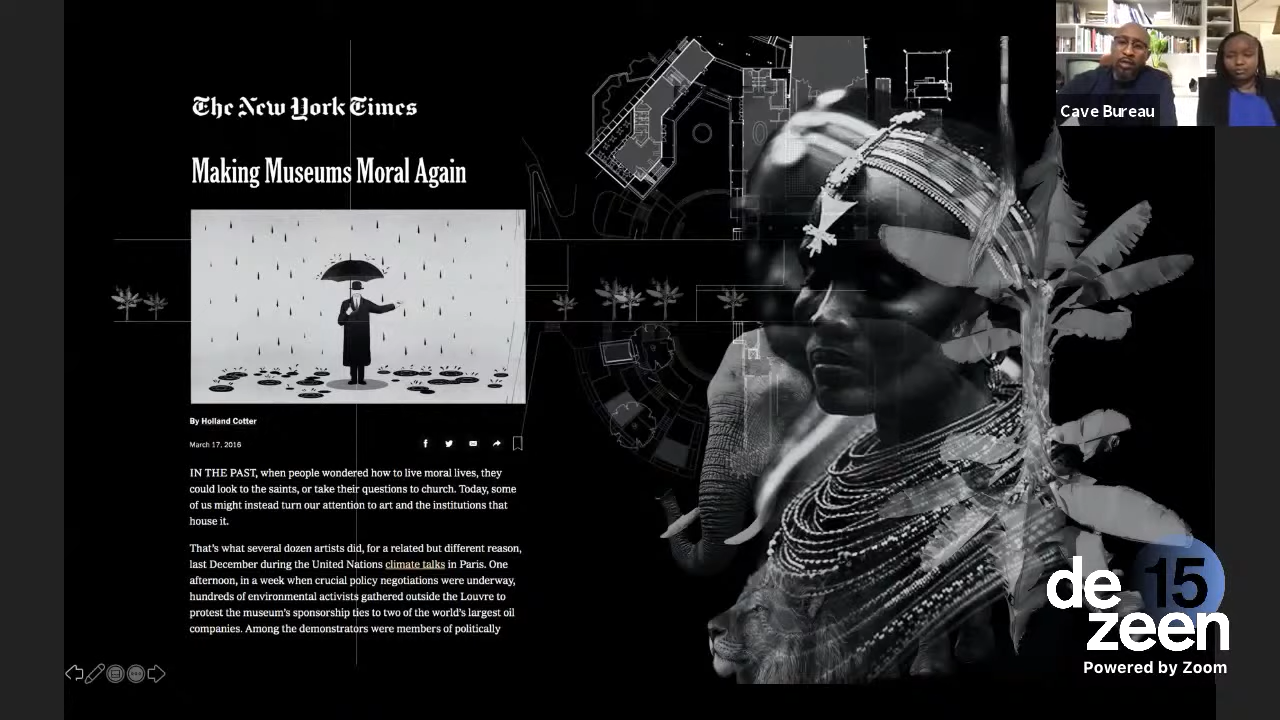 The New York Times
Making Museums Moral Again
By Holland Cotter
March 17, 2016
IN THE PAST, when people wondered how to live moral lives, they
could look to the saints, or take their questions to church. Today, some
of us might instead turn our attention to art and the institutions that
house it.
That's what several dozen artists did, for a related but different reason,
last December during the United Nations climate talks in Paris. One
afternoon, in a week when crucial policy negotiations were underway,
hundreds of environmental activists gathered outside the Louvre to
protest the museum's sponsorship ties to two of the world's largest oil
companies. Among the demonstrators were members of politically
Cave Bureau
15
de
zeen
Powered by Zoom